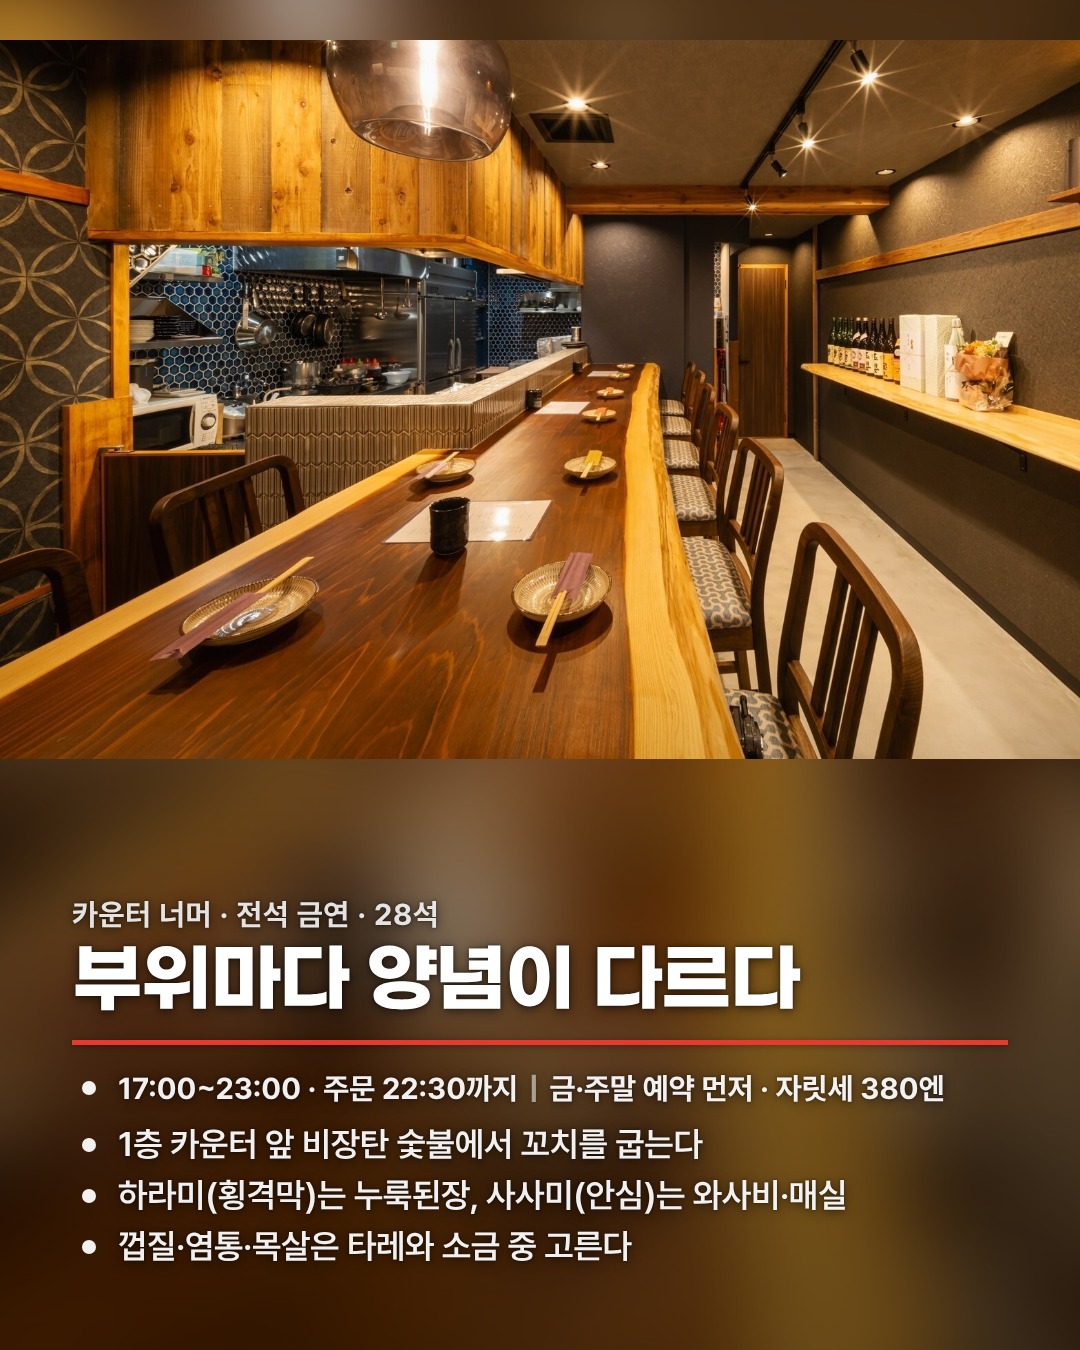 카운터 너머 · 전석 금연 · 28석
부위마다 양념이 다르다
17:00~23:00 · 주문 22:30까지 | 금·주말 예약 먼저 · 자릿세 380엔
1층 카운터 앞 비장탄 숯불에서 꼬치를 굽는다
하라미(횡격막)는 누룩된장, 사사미(안심)는 와사비·매실
껍질·염통·목살은 타레와 소금 중 고른다